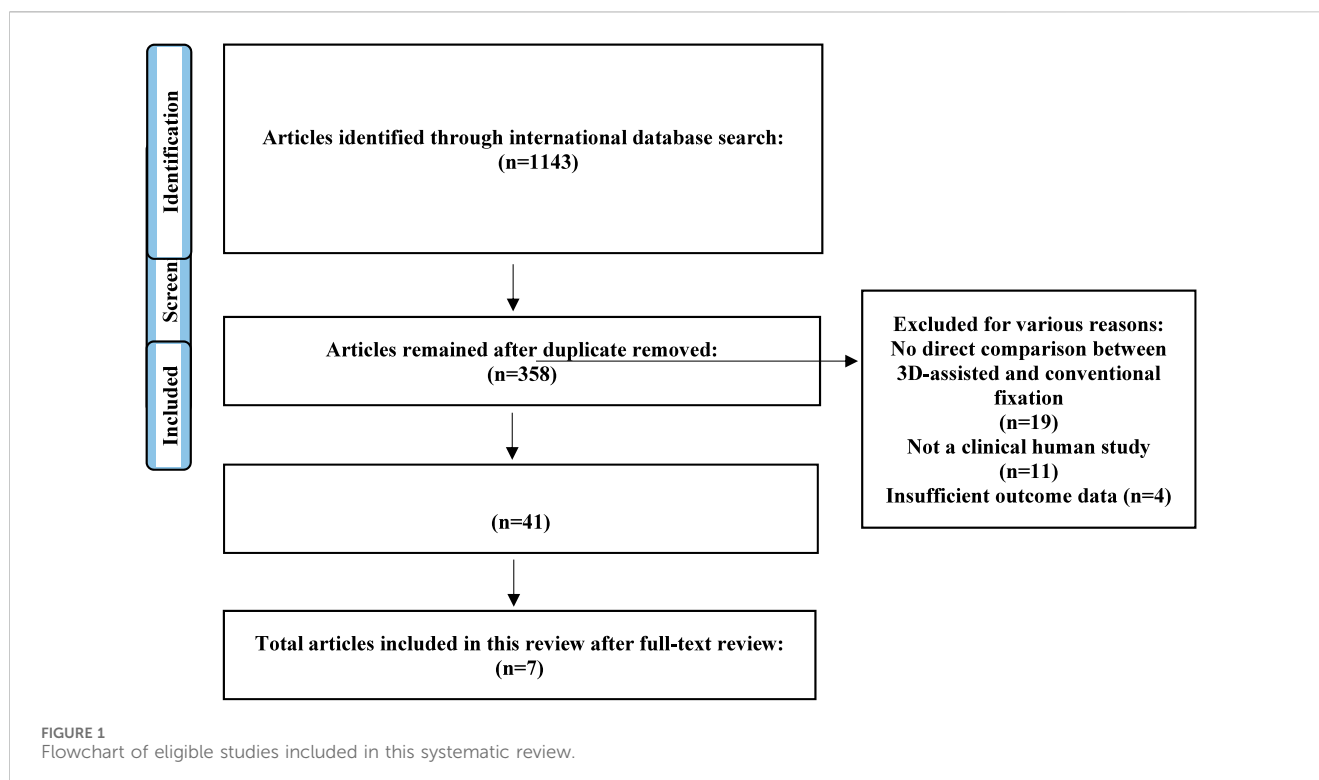 Identification
Screen
Included
Articles identified through international database search:
(n=1143)
Articles remained after duplicate removed:
(n=358)
Excluded for various reasons:
No direct comparison between
3D-assisted and conventional
fixation
(n=19)
Not a clinical human study
(n=11)
Insufficient outcome data (n=4)
(n=41)
Total articles included in this review after full-text review:
(n=7)
FIGURE 1
Flowchart of eligible studies included in this systematic review.